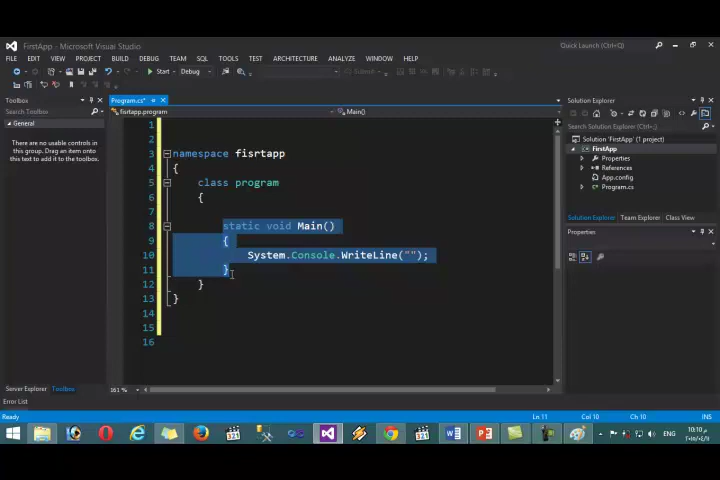 FirstApp - Microsoft Visual Studio
Quick Launch (Ctrl+Q)
FILE EDIT VIEW PROJECT BUILD DEBUG TEAM SQL TOOLS TEST ARCHITECTURE ANALYZE WINDOW HELP
Start Debug
Toolbox
Search Toolbox
General
There are no usable controls in
this group. Drag an item onto
this text to add it to the toolbox.
Program.cs*
fisrtapp.program
Main()
1
2
3 namespace fisrtapp
4 {
5 class program
6 {
7
8 static void Main()
9 {
10 System.Console.WriteLine("");
11 }
12 }
13 }
14
15
16
161 %
Solution Explorer
Search Solution Explorer (Ctrl+;)
Solution 'FirstApp' (1 project)
FirstApp
Properties
References
App.config
Program.cs
Solution Explorer Team Explorer Class View
Properties
Server Explorer Toolbox
Error List
Ready
Ln 11 Col 10 Ch 10 INS